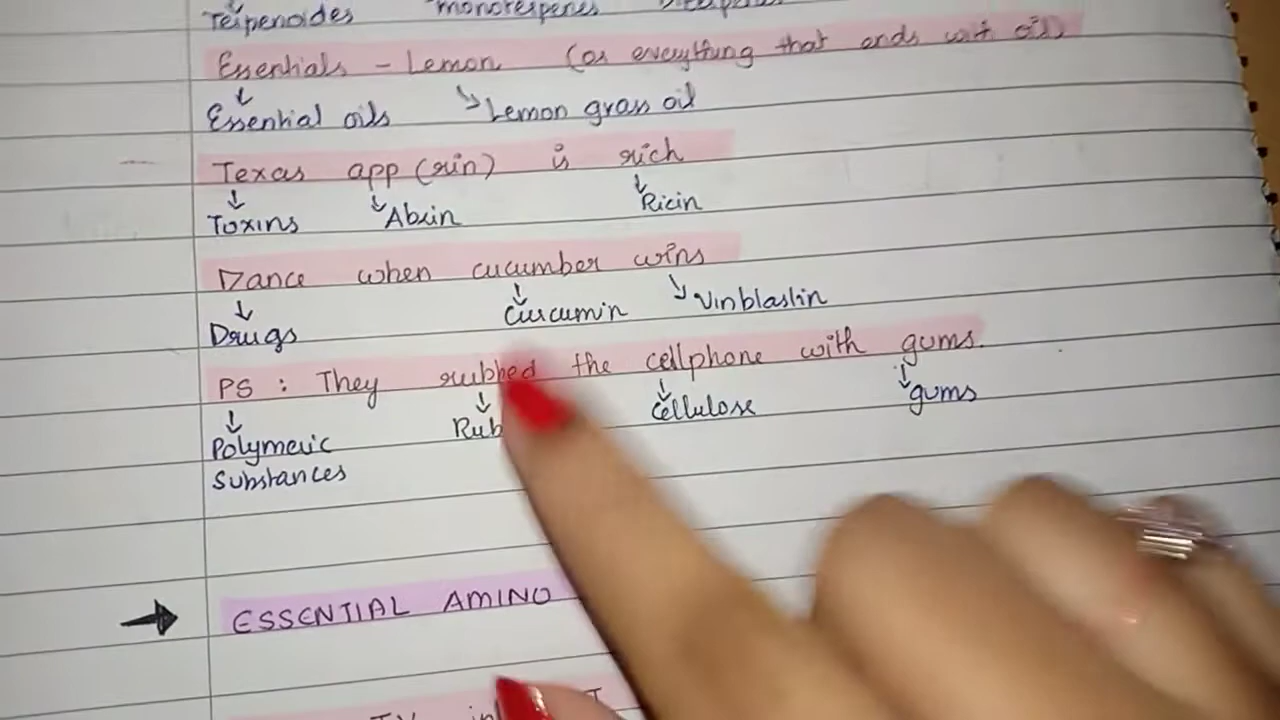 Terpenoides monoterpenes
Essentials - Lemon (as everything that ends with oil)
Essential oils Lemon grass oil
Texas app (rin) is rich
Toxins Abrin Ricin
Dance when cucumber wins
Drugs Curcumin Vinblastin
PS : They rubbed the cellphone with gums.
Polymeric Rub Cellulose gums
Substances
ESSENTIAL AMINO